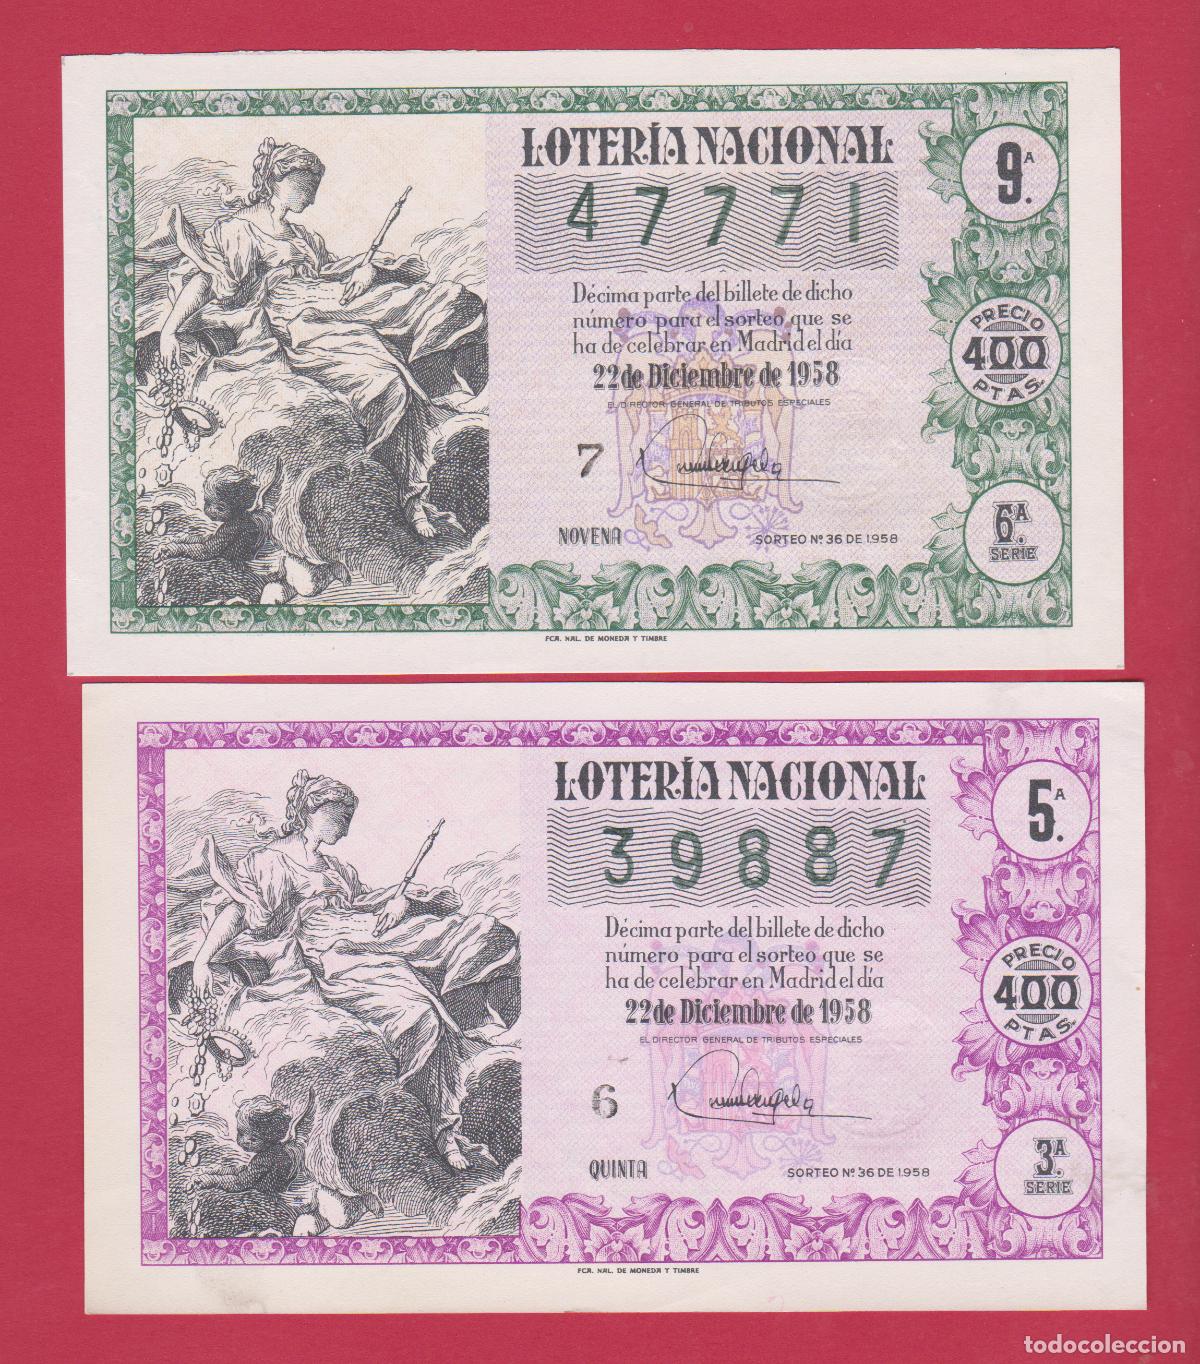 LOTERÍA NACIONAL
9.A
47771
Décima parte del billete de dicho
número para el sorteo que se
ha de celebrar en Madrid el día
22 de Diciembre de 1958
EL DIRECTOR GENERAL DE TRIBUTOS ESPECIALES
PRECIO
400
PTAS.
7
NOVENA
SORTEO Nº 36 DE 1.958
6.A
SERIE
FCA. NAL. DE MONEDA Y TIMBRE
LOTERÍA NACIONAL
5.A
39887
Décima parte del billete de dicho
número para el sorteo que se
ha de celebrar en Madrid el día
22 de Diciembre de 1958
EL DIRECTOR GENERAL DE TRIBUTOS ESPECIALES
PRECIO
400
PTAS.
6
QUINTA
SORTEO Nº 36 DE 1.958
3.A
SERIE
FCA. NAL. DE MONEDA Y TIMBRE
todocoleccion